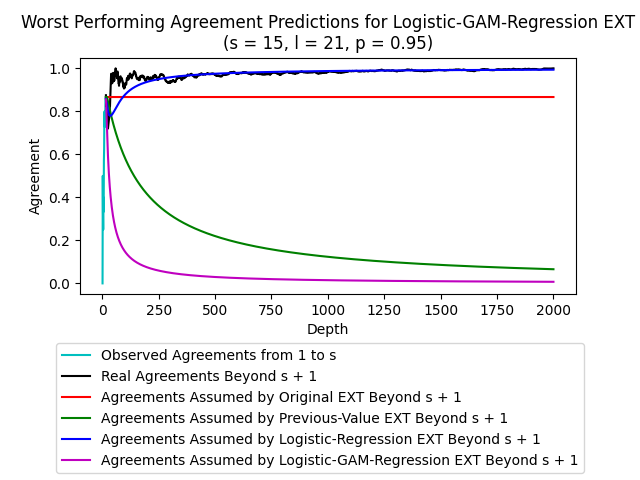 Worst Performing Agreement Predictions for Logistic-GAM-Regression EXT
(s = 15, l = 21, p = 0.95)
1.0
0.8
0.6
0.4
0.2
0.0
Agreement
0 250 500 750 1000 1250 1500 1750 2000
Depth
Observed Agreements from 1 to s
Real Agreements Beyond s + 1
Agreements Assumed by Original EXT Beyond s + 1
Agreements Assumed by Previous-Value EXT Beyond s + 1
Agreements Assumed by Logistic-Regression EXT Beyond s + 1
Agreements Assumed by Logistic-GAM-Regression EXT Beyond s + 1